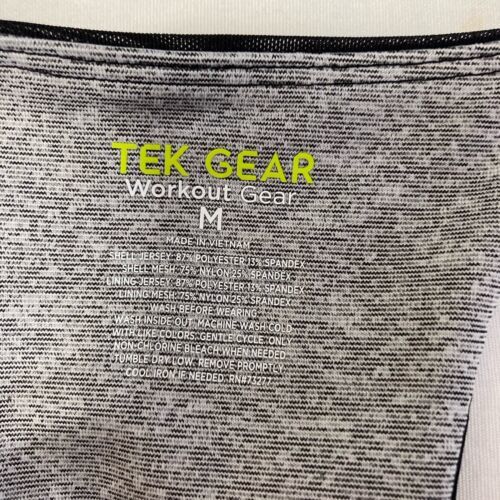 TEK GEAR
Workout Gear
M
MADE IN VIETNAM
SHELL JERSEY: 87% POLYESTER 13% SPANDEX
SHELL MESH: 75% NYLON 25% SPANDEX
LINING JERSEY: 87% POLYESTER 13% SPANDEX
LINING MESH: 75% NYLON 25% SPANDEX
WASH BEFORE WEARING
WASH INSIDE OUT. MACHINE WASH COLD
WITH LIKE COLORS. GENTLE CYCLE. ONLY
NON-CHLORINE BLEACH WHEN NEEDED.
TUMBLE DRY LOW. REMOVE PROMPTLY.
COOL IRON IF NEEDED. RN#73277